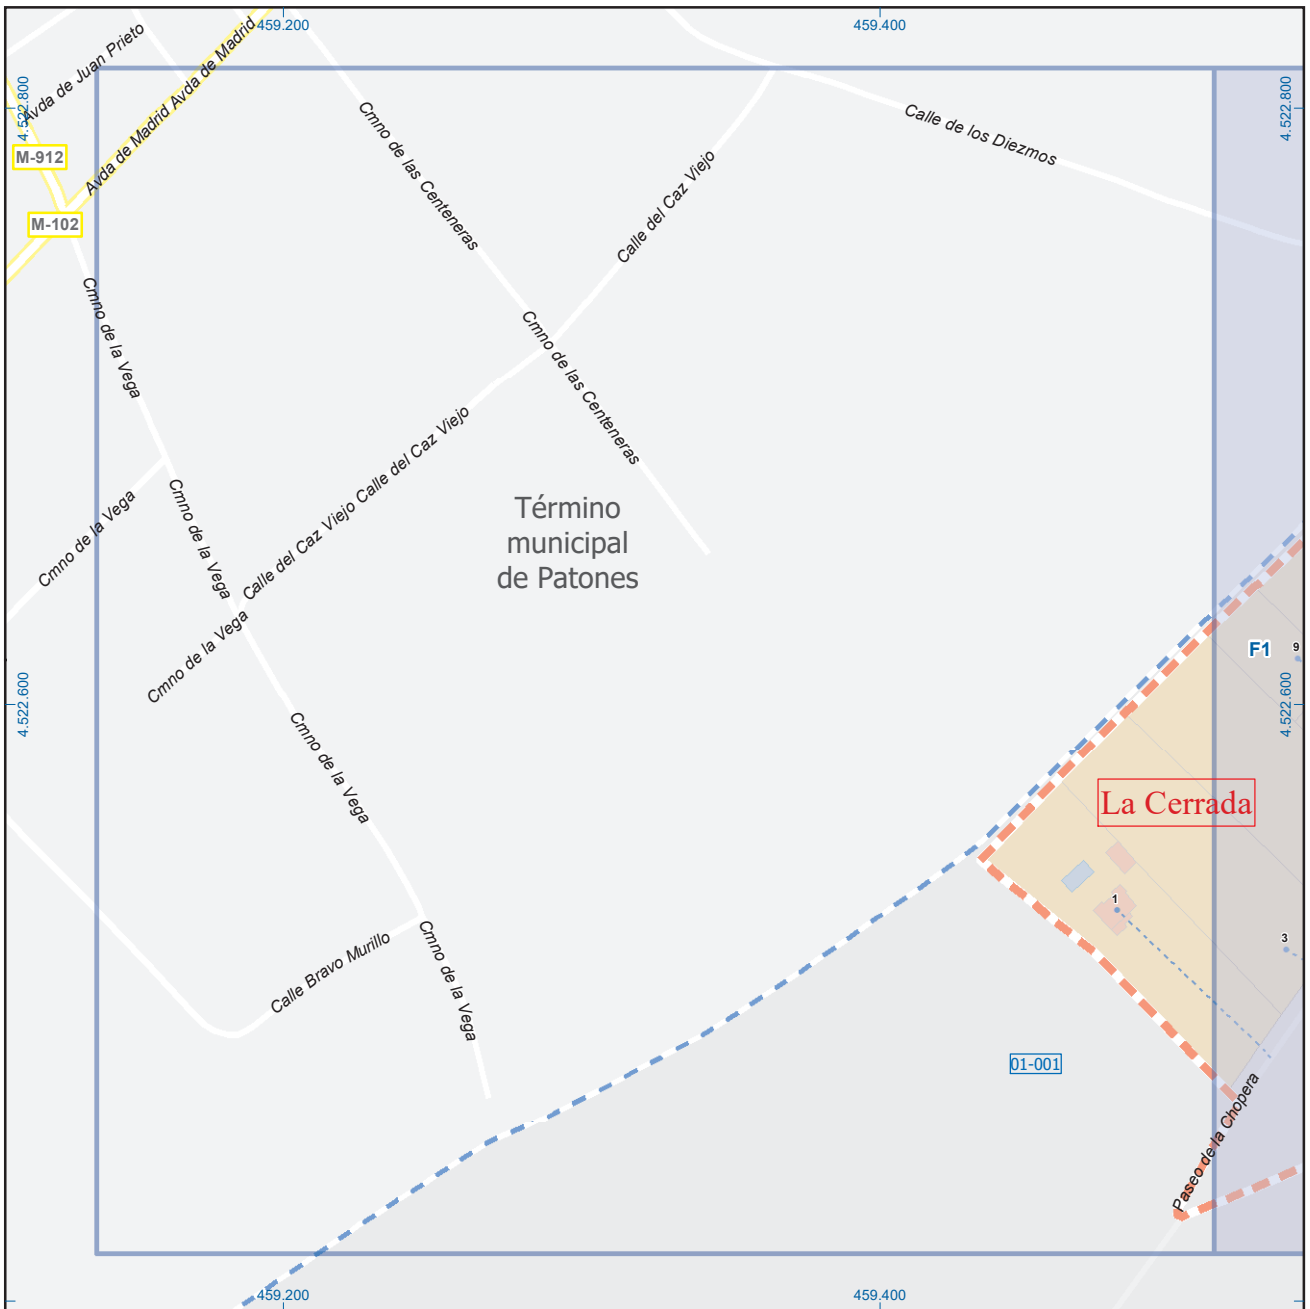 459.200
459.400
Avda de Juan Prieto
Avda de Madrid Avda de Madrid
4.522.800
4.522.800
M-912
M-102
Cmno de las Centeneras
Calle de los Diezmos
Calle del Caz Viejo
Cmno de la Vega
Cmno de las Centeneras
Calle del Caz Viejo Calle del Caz Viejo
Cmno de la Vega
Cmno de la Vega
Término
municipal
de Patones
Cmno de la Vega
F1
9
4.522.600
4.522.600
Cmno de la Vega
La Cerrada
1
3
Calle Bravo Murillo
Cmno de la Vega
01-001
Paseo de la Chopera
459.200
459.400